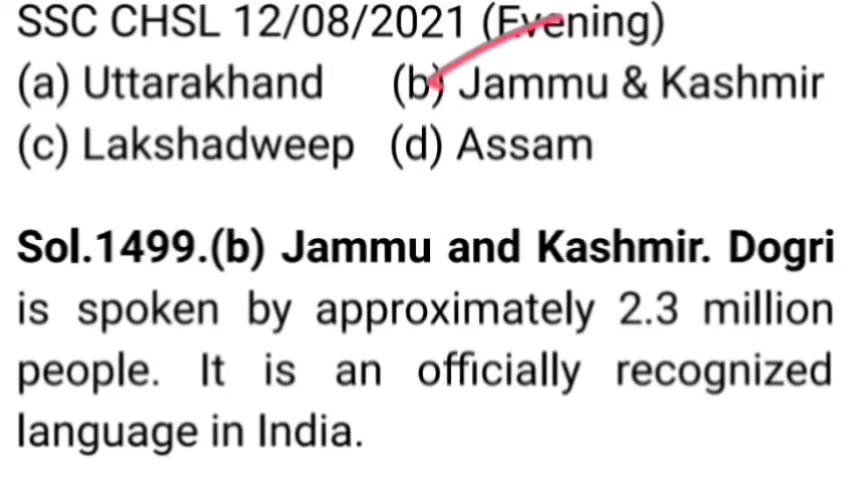 SSC CHSL 12/08/2021 (Evening)
(a) Uttarakhand (b) Jammu & Kashmir
(c) Lakshadweep (d) Assam
Sol.1499.(b) Jammu and Kashmir. Dogri
is spoken by approximately 2.3 million
people. It is an officially recognized
language in India.